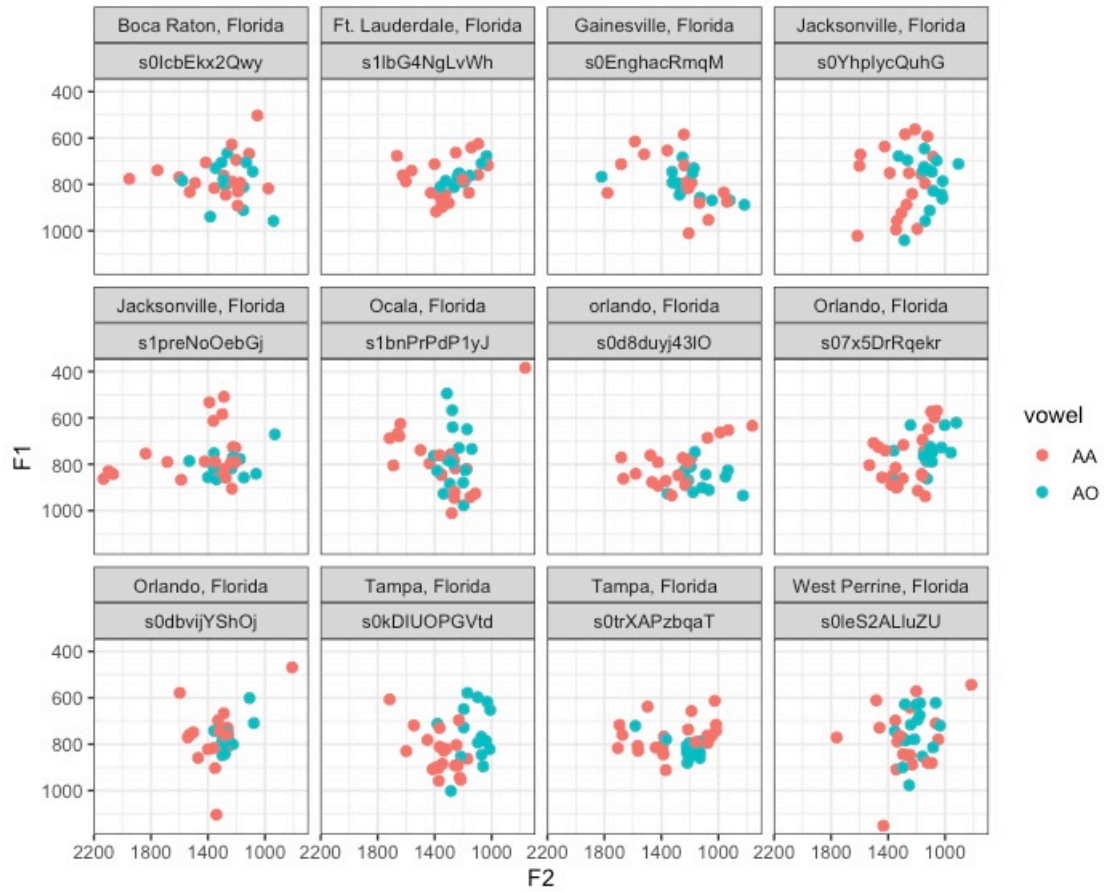 Boca Raton, Florida
Ft. Lauderdale, Florida
Gainesville, Florida
Jacksonville, Florida
s0IcbEkx2Qwy
s1IbG4NgLvWh
s0EnghacRmqM
s0YhplycQuhG
400
600
800
1000
Jacksonville, Florida
Ocala, Florida
orlando, Florida
Orlando, Florida
s1preNoOebGj
s1bnPrPdP1yJ
s0d8duyj43IO
s07x5DrRqekr
400
600
800
1000
F1
vowel
AA
AO
Orlando, Florida
Tampa, Florida
Tampa, Florida
West Perrine, Florida
s0dbvijYShOj
s0kDIUOPGVtd
s0trXAPzbqaT
s0leS2ALluZU
400
600
800
1000
2200 1800 1400 1000 2200 1800 1400 1000 2200 1800 1400 1000 2200 1800 1400 1000
F2